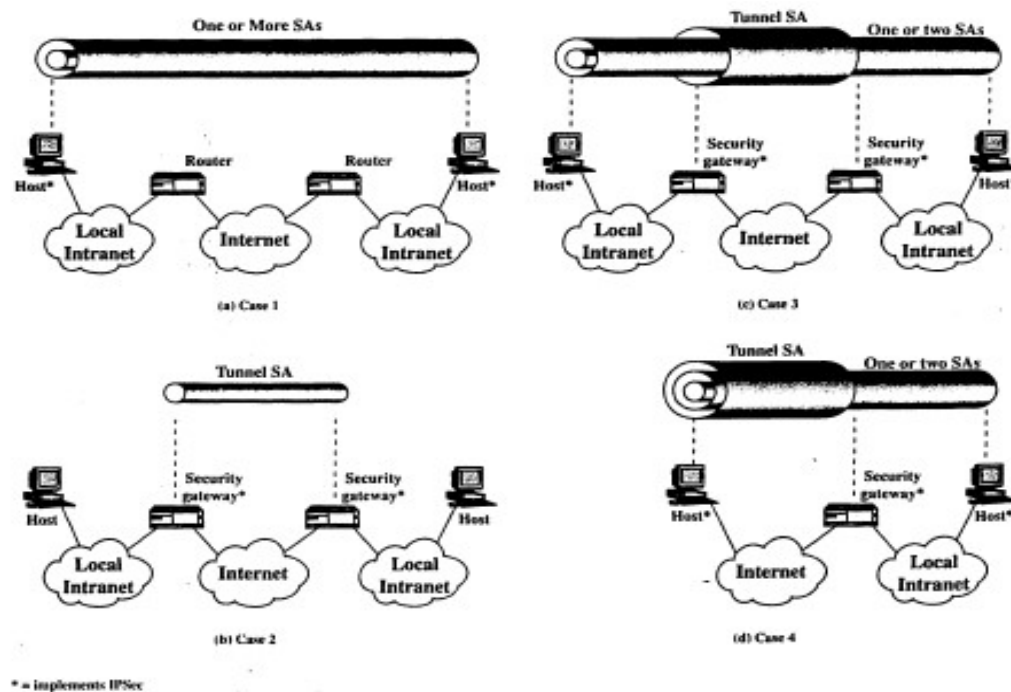 One or More SAs
Host*
Router
Router
Host*
Local
Intranet
Internet
Local
Intranet
(a) Case 1
Tunnel SA
One or two SAs
Host*
Security
gateway*
Security
gateway*
Host*
Local
Intranet
Internet
Local
Intranet
(c) Case 3
Tunnel SA
Host
Security
gateway*
Security
gateway*
Host
Local
Intranet
Internet
Local
Intranet
(b) Case 2
Tunnel SA
One or two SAs
Host*
Security
gateway*
Host*
Internet
Local
Intranet
(d) Case 4
* = implements IPSec